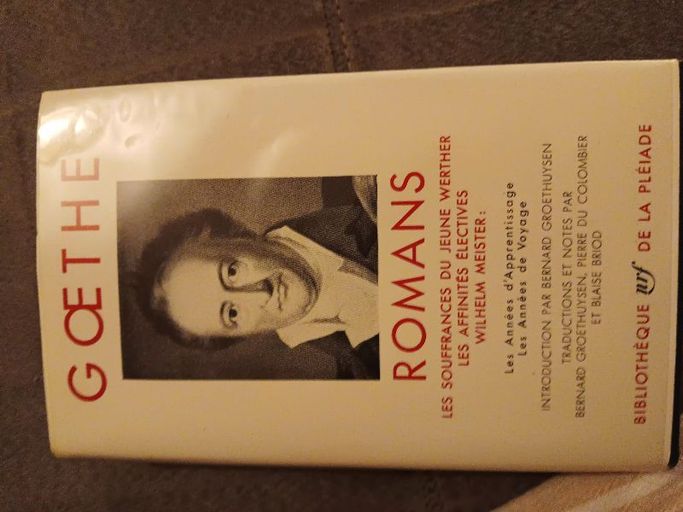 GŒTHE
ROMANS
LES SOUFFRANCES DU JEUNE WERTHER
LES AFFINITÉS ÉLECTIVES
WILHELM MEISTER :
Les Années d'Apprentissage
Les Années de Voyage
INTRODUCTION PAR BERNARD GROETHUYSEN
TRADUCTIONS ET NOTES PAR
BERNARD GROETHUYSEN, PIERRE DU COLOMBIER
ET BLAISE BRIOD
BIBLIOTHÈQUE nrf DE LA PLÉIADE